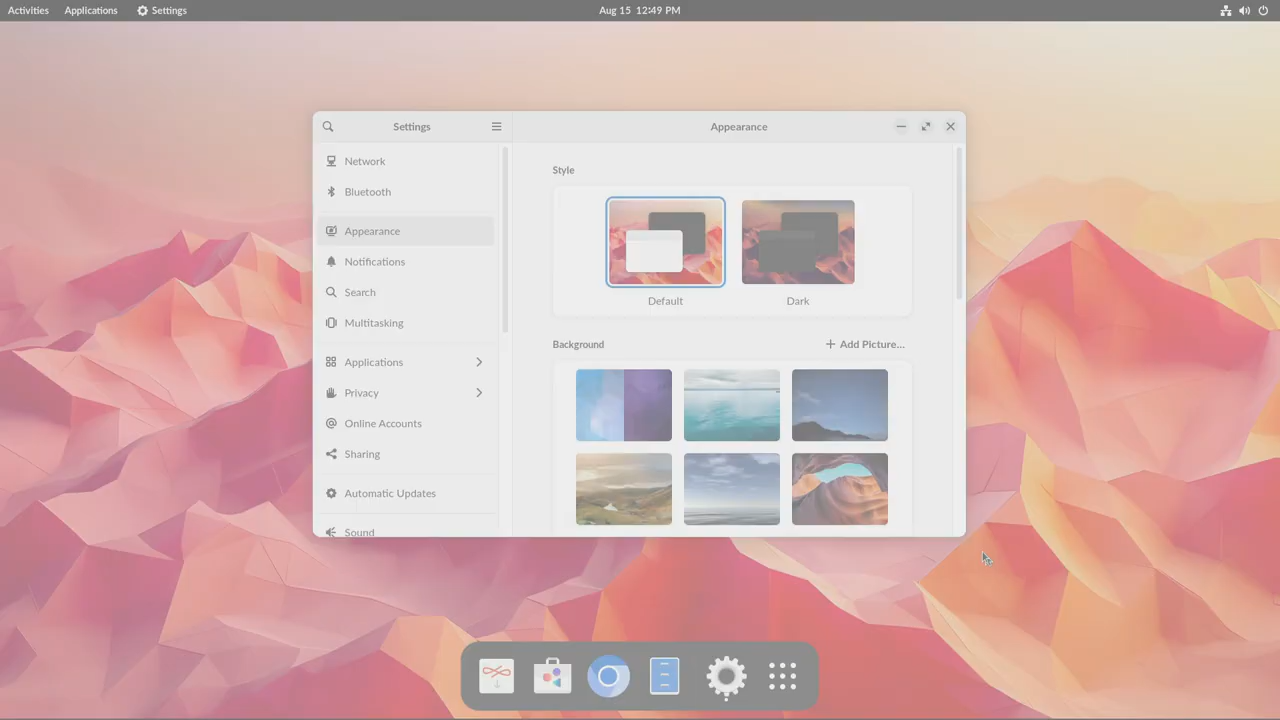 Activities Applications Settings Aug 15 12:49 PM
Settings
Appearance
Network
Bluetooth
Appearance
Notifications
Search
Multitasking
Applications
Privacy
Online Accounts
Sharing
Automatic Updates
Sound
Style
Default Dark
Background + Add Picture...